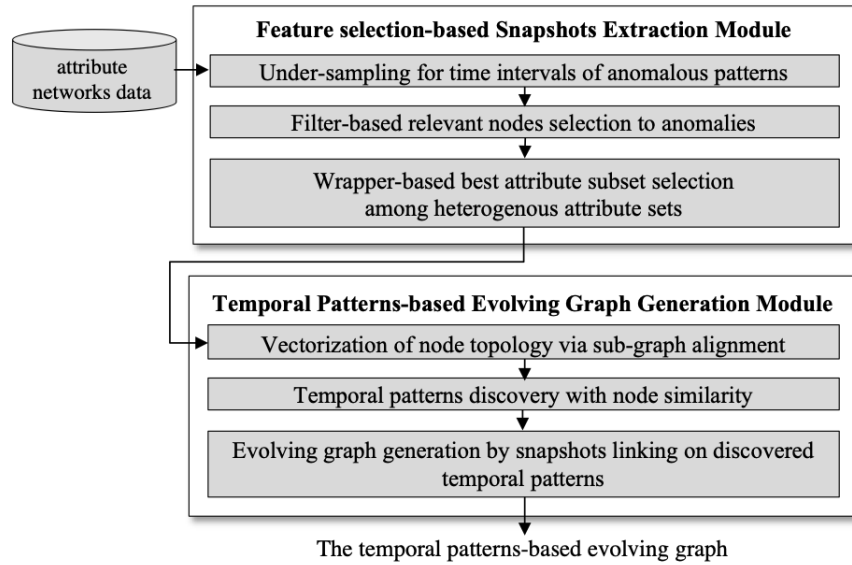 Feature selection-based Snapshots Extraction Module
attribute
networks data
Under-sampling for time intervals of anomalous patterns
Filter-based relevant nodes selection to anomalies
Wrapper-based best attribute subset selection
among heterogenous attribute sets
Temporal Patterns-based Evolving Graph Generation Module
Vectorization of node topology via sub-graph alignment
Temporal patterns discovery with node similarity
Evolving graph generation by snapshots linking on discovered
temporal patterns
The temporal patterns-based evolving graph